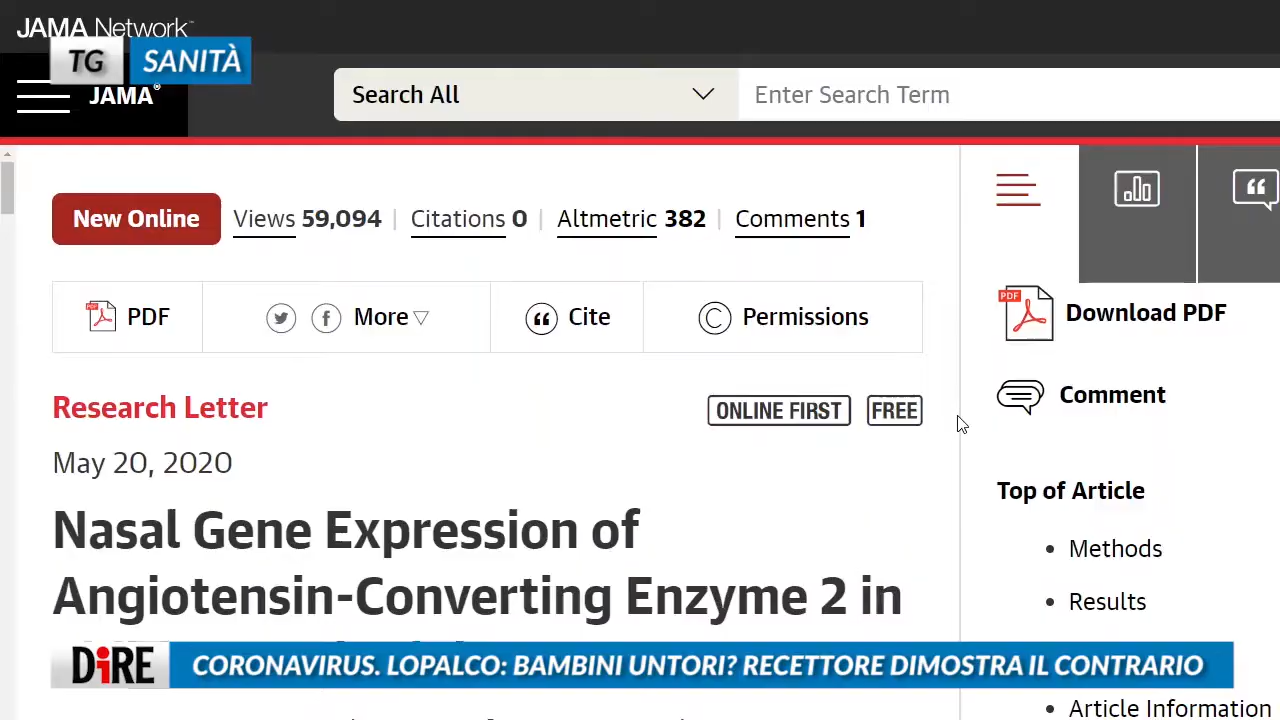 JAMA Network™
TG SANITÀ
JAMA®
Search All
Enter Search Term
New Online
Views 59,094 | Citations 0 | Altmetric 382 | Comments 1
PDF
More
Cite
Permissions
PDF
Download PDF
Comment
Research Letter
ONLINE FIRST
FREE
May 20, 2020
Top of Article
Nasal Gene Expression of
Angiotensin-Converting Enzyme 2 in
• Methods
• Results
DiRE
CORONAVIRUS. LOPALCO: BAMBINI UNTORI? RECETTORE DIMOSTRA IL CONTRARIO
Article Information